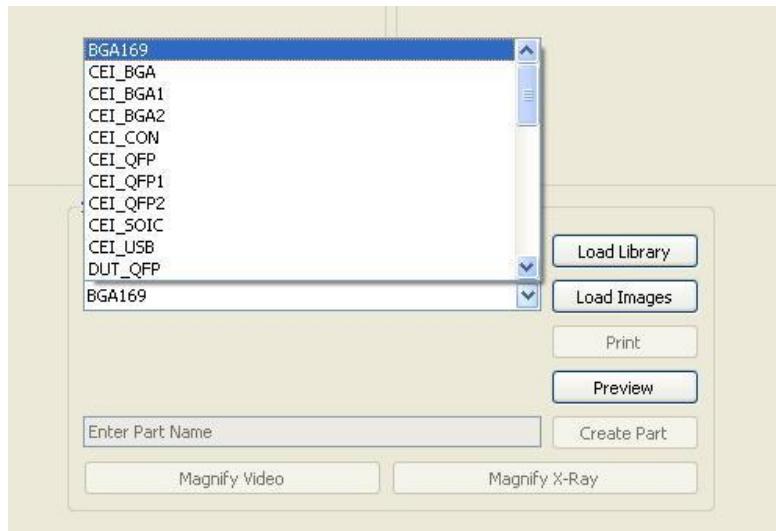 BGA169
CEI_BGA
CEI_BGA1
CEI_BGA2
CEI_CON
CEI_QFP
CEI_QFP1
CEI_QFP2
CEI_SOIC
CEI_USB
DUT_QFP
BGA169
Load Library
Load Images
Print
Preview
Enter Part Name
Create Part
Magnify Video
Magnify X-Ray